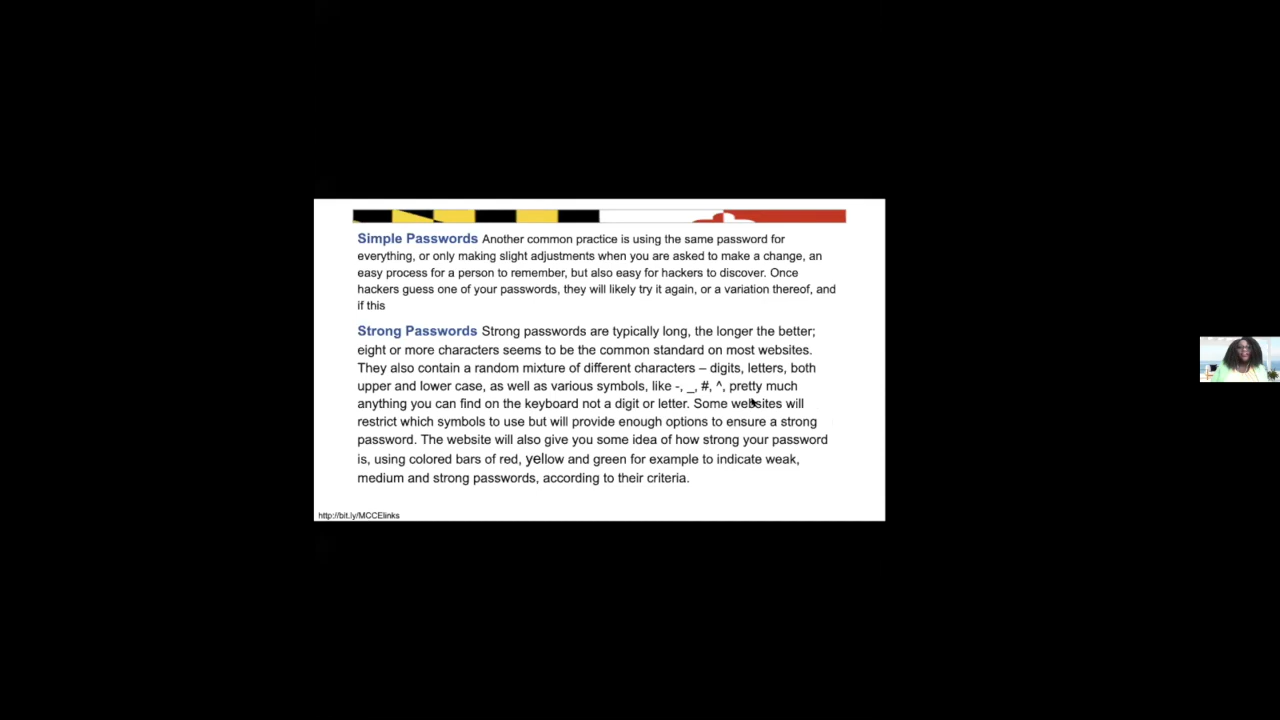 Simple Passwords Another common practice is using the same password for
everything, or only making slight adjustments when you are asked to make a change, an
easy process for a person to remember, but also easy for hackers to discover. Once
hackers guess one of your passwords, they will likely try it again, or a variation thereof, and
if this
Strong Passwords Strong passwords are typically long, the longer the better;
eight or more characters seems to be the common standard on most websites.
They also contain a random mixture of different characters – digits, letters, both
upper and lower case, as well as various symbols, like -, _, #, ^, pretty much
anything you can find on the keyboard not a digit or letter. Some websites will
restrict which symbols to use but will provide enough options to ensure a strong
password. The website will also give you some idea of how strong your password
is, using colored bars of red, yellow and green for example to indicate weak,
medium and strong passwords, according to their criteria.
http://bit.ly/MCCElinks